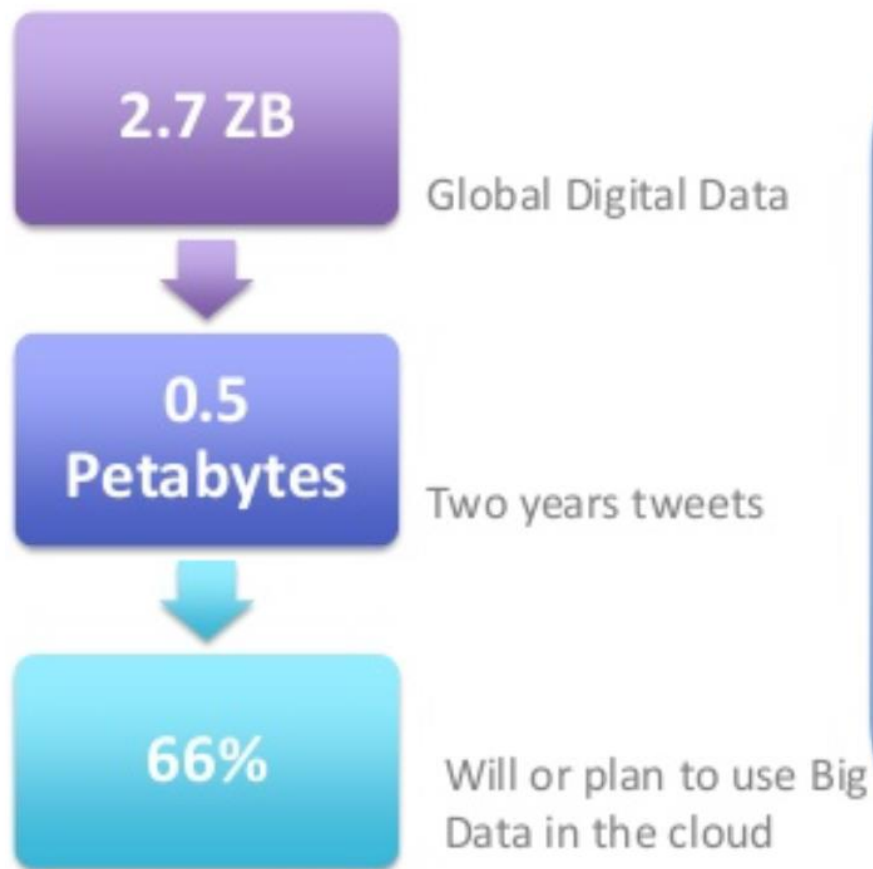 2.7 ZB
Global Digital Data
0.5
Petabytes
Two years tweets
66%
Will or plan to use Big
Data in the cloud